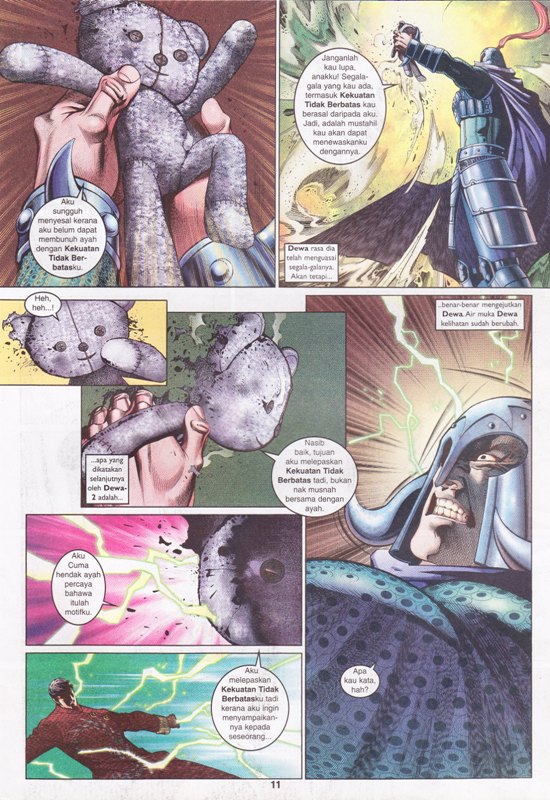 Aku
sungguh
menyesal kerana
aku belum dapat
membunuh ayah
dengan Kekuatan
Tidak Ber-
batasku.
Janganlah
kau lupa,
anakku! Segala-
gala yang kau ada,
termasuk Kekuatan
Tidak Berbatas kau
berasal daripada aku.
Jadi, adalah mustahil
kau akan dapat
menewaskanku
dengannya.
Dewa rasa dia
telah menguasai
segala-galanya.
Akan tetapi...
Heh,
heh...!
...apa yang
dikatakan
selanjutnya
oleh Dewa-
2 adalah...
Nasib
baik, tujuan
aku melepaskan
Kekuatan Tidak
Berbatas tadi, bukan
nak musnah
bersama dengan
ayah.
..benar-benar mengejutkan
Dewa. Air muka Dewa
kelihatan sudah berubah.
Aku
Cuma
hendak ayah
percaya
bahawa
itulah
motifku.
Aku
melepaskan
Kekuatan Tidak
Berbatasku tadi
kerana aku ingin
menyampaikan-
nya kepada
seseorang...
Apa
kau kata,
hah?
11